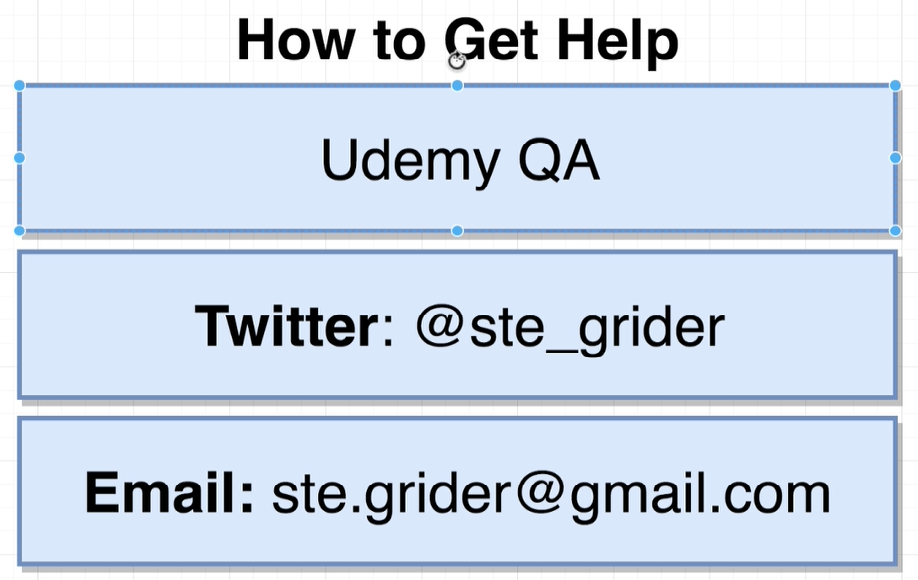 How to Get Help
Udemy QA
Twitter: @ste_grider
Email: ste.grider@gmail.com